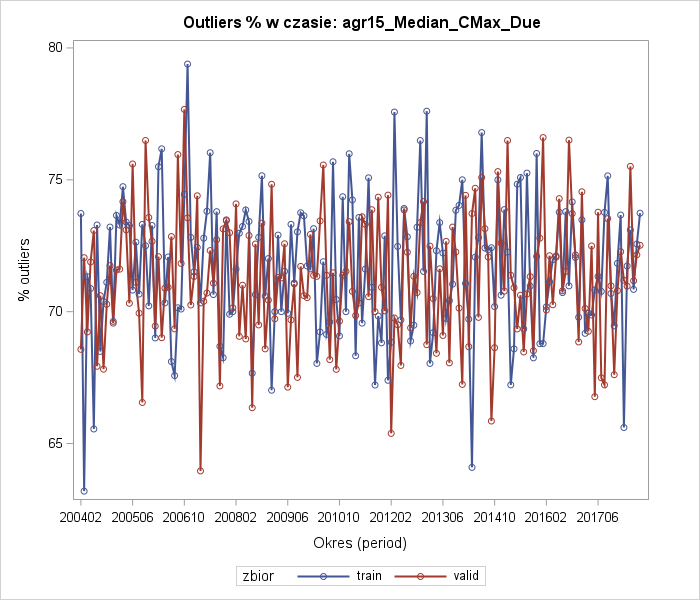 Outliers % w czasie: agr15_Median_CMax_Due
80
75
70
65
% outliers
200402 200506 200610 200802 200906 201010 201202 201306 201410 201602 201706
Okres (period)
zbior train valid